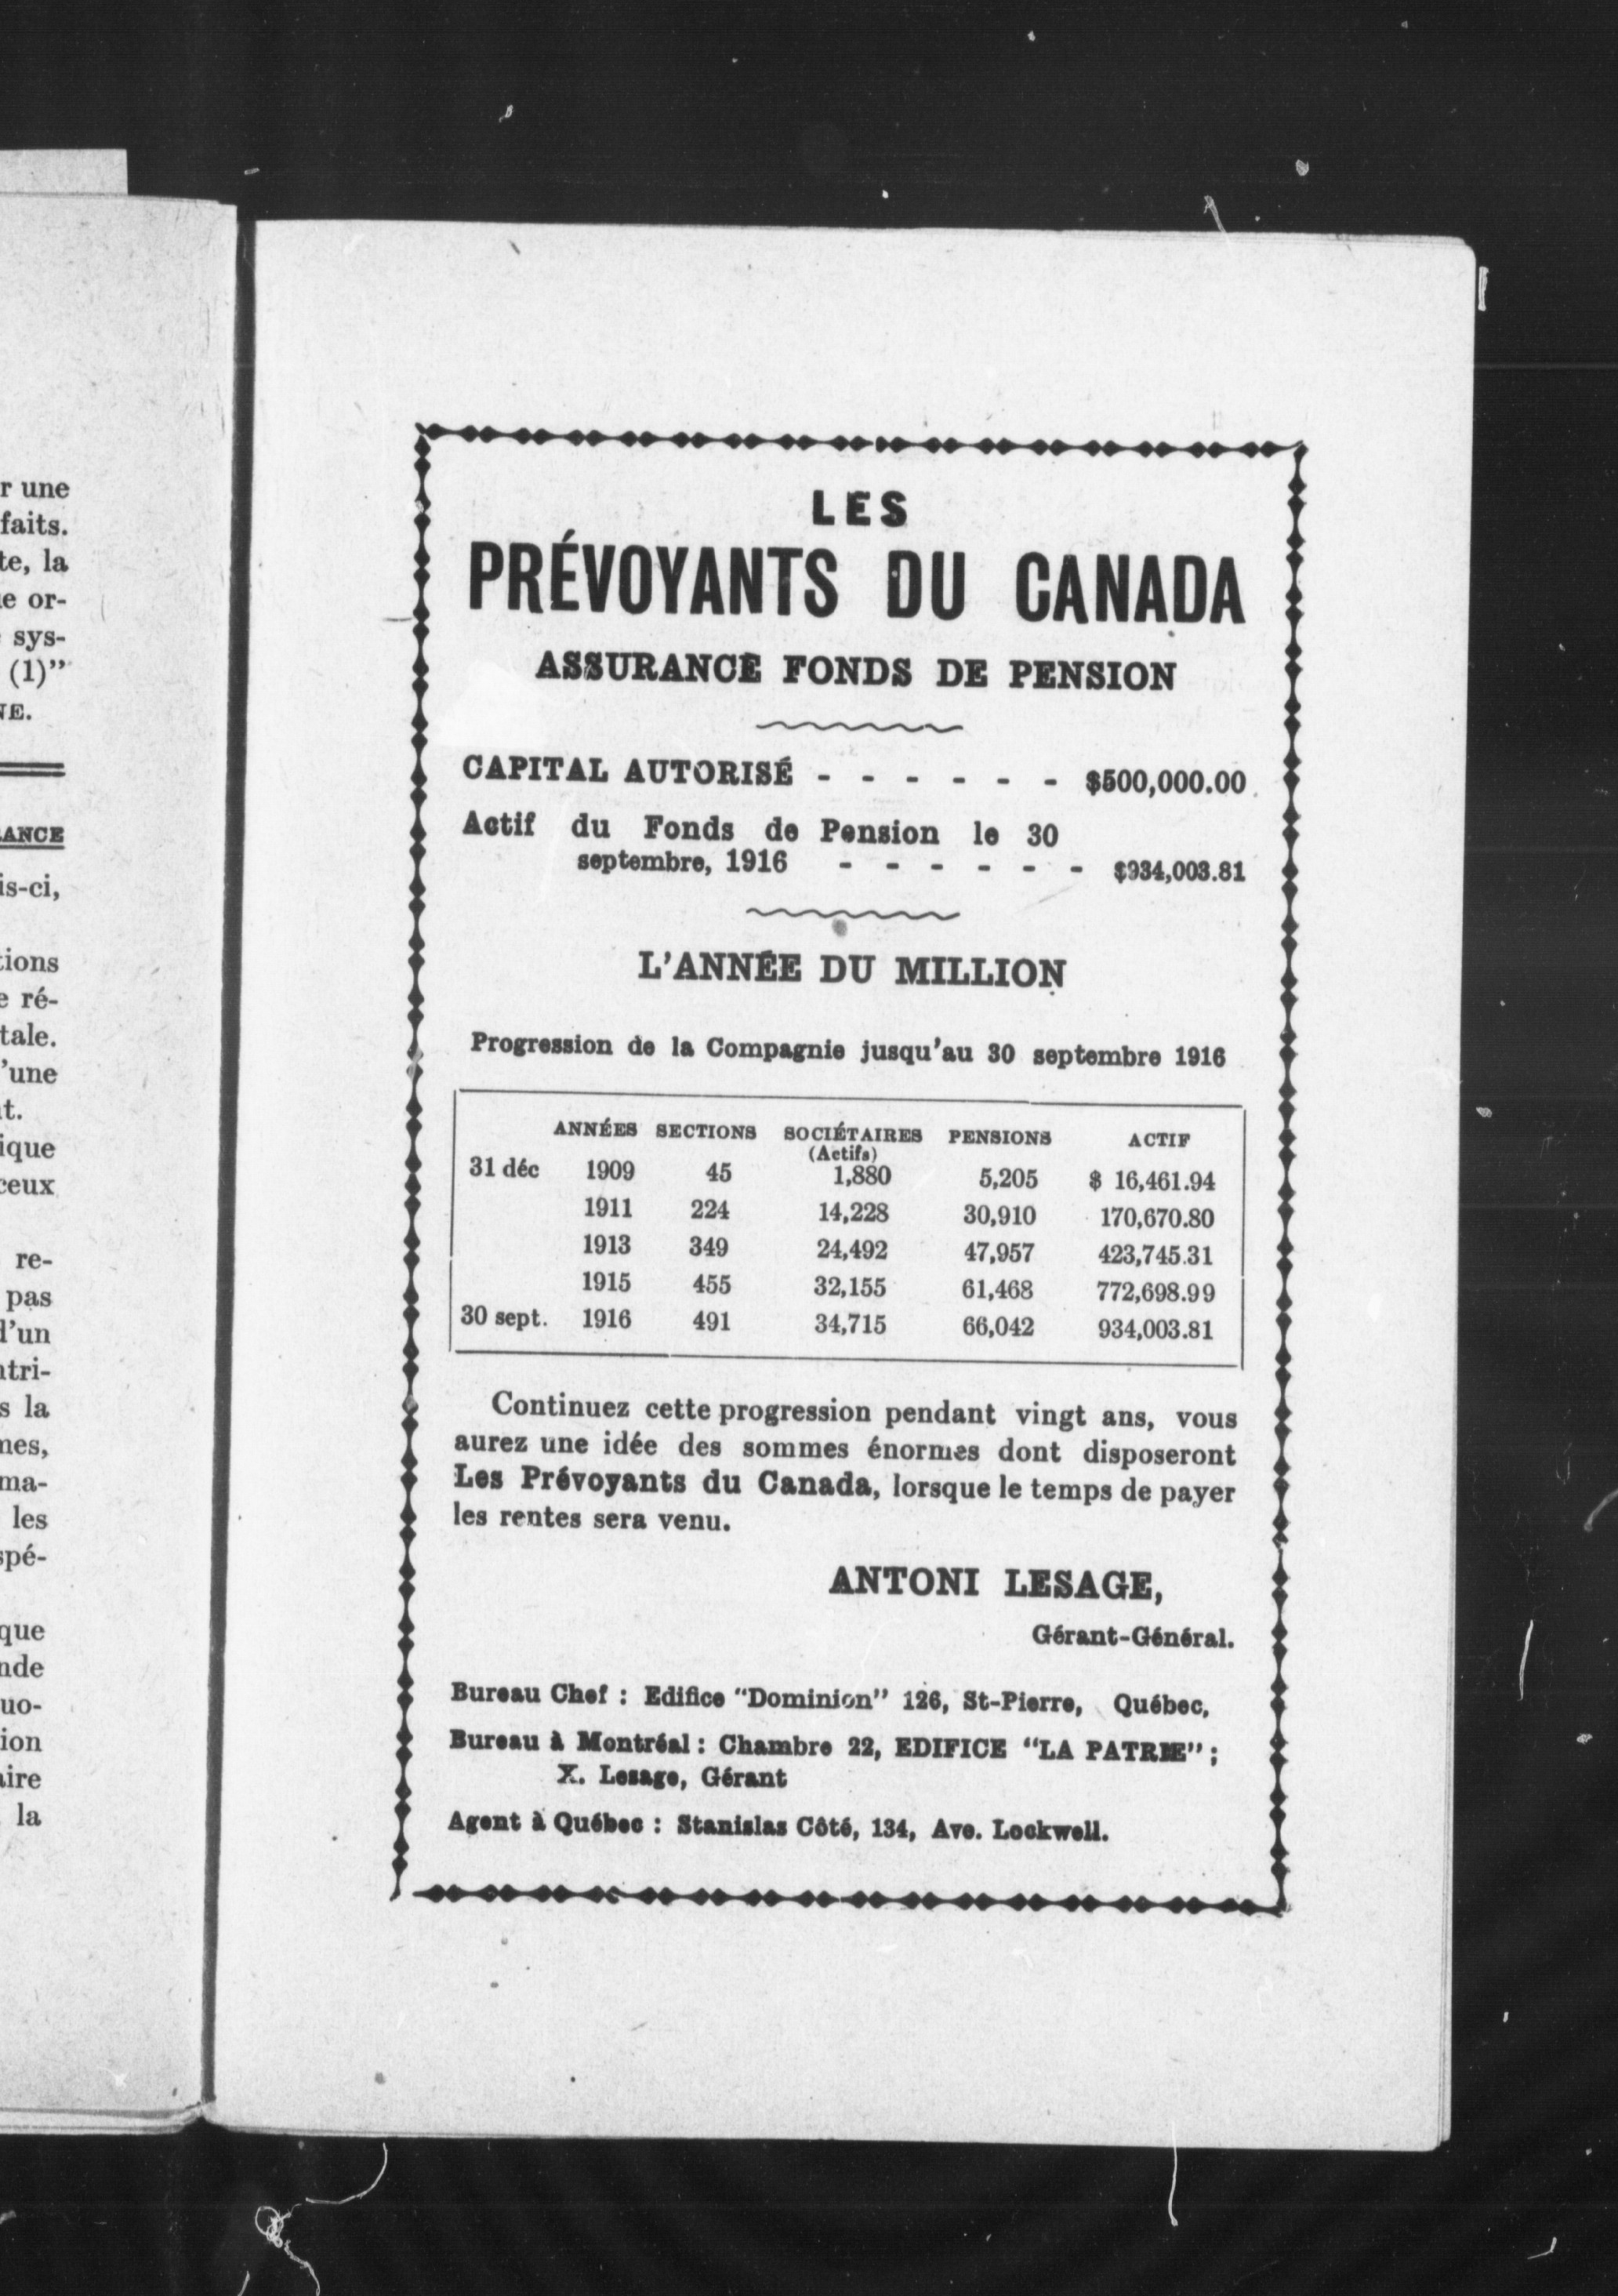 r une
faits.
te, la
e or-
sys-
(1)"
NE.
ANCE
is-ci,
tions
e ré-
tale.
'une
t.
ique
ceux
re-
pas
d'un
ntri-
s la
mes,
ma-
les
spé-
que
nde
uo-
ion
aire
la
LES
PRÉVOYANTS DU CANADA
ASSURANCE FONDS DE PENSION
CAPITAL AUTORISÉ - - - - - - $500,000.00
Actif du Fonds de Pension le 30
septembre, 1916 - - - - - - $934,003.81
L'ANNÉE DU MILLION
Progression de la Compagnie jusqu'au 30 septembre 1916
ANNÉES SECTIONS SOCIÉTAIRES PENSIONS ACTIF
(Actifs)
31 déc 1909 45 1,880 5,205 $ 16,461.94
1911 224 14,228 30,910 170,670.80
1913 349 24,492 47,957 423,745.31
1915 455 32,155 61,468 772,698.99
30 sept. 1916 491 34,715 66,042 934,003.81
Continuez cette progression pendant vingt ans, vous
aurez une idée des sommes énormes dont disposeront
Les Prévoyants du Canada, lorsque le temps de payer
les rentes sera venu.
ANTONI LESAGE,
Gérant-Général.
Bureau Chef : Edifice "Dominion" 126, St-Pierre, Québec,
Bureau à Montréal : Chambre 22, EDIFICE "LA PATRIE" ;
X. Lesage, Gérant
Agent à Québec : Stanislas Côté, 134, Ave. Lockwell.